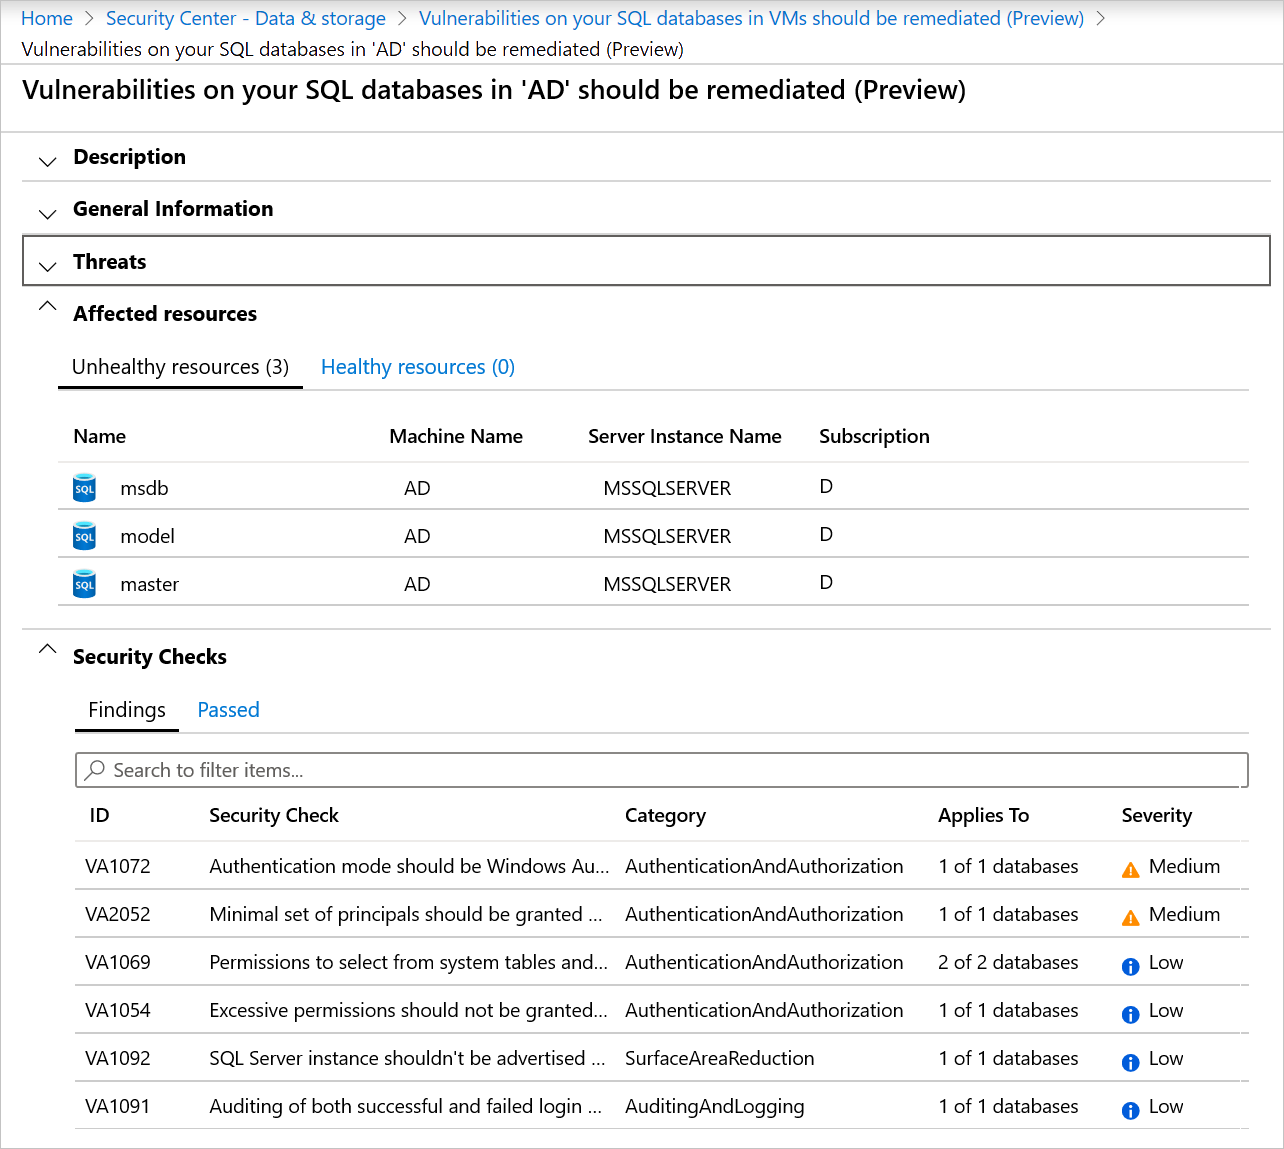 Home > Security Center - Data & storage > Vulnerabilities on your SQL databases in VMs should be remediated (Preview) >
Vulnerabilities on your SQL databases in 'AD' should be remediated (Preview)
Vulnerabilities on your SQL databases in 'AD' should be remediated (Preview)
Description
General Information
Threats
Affected resources
Unhealthy resources (3) Healthy resources (0)
Name Machine Name Server Instance Name Subscription
SQL msdb AD MSSQLSERVER D
SQL model AD MSSQLSERVER D
SQL master AD MSSQLSERVER D
Security Checks
Findings Passed
Search to filter items...
ID Security Check Category Applies To Severity
VA1072 Authentication mode should be Windows Au... AuthenticationAndAuthorization 1 of 1 databases Medium
VA2052 Minimal set of principals should be granted ... AuthenticationAndAuthorization 1 of 1 databases Medium
VA1069 Permissions to select from system tables and... AuthenticationAndAuthorization 2 of 2 databases Low
VA1054 Excessive permissions should not be granted... AuthenticationAndAuthorization 1 of 1 databases Low
VA1092 SQL Server instance shouldn't be advertised ... SurfaceAreaReduction 1 of 1 databases Low
VA1091 Auditing of both successful and failed login ... AuditingAndLogging 1 of 1 databases Low